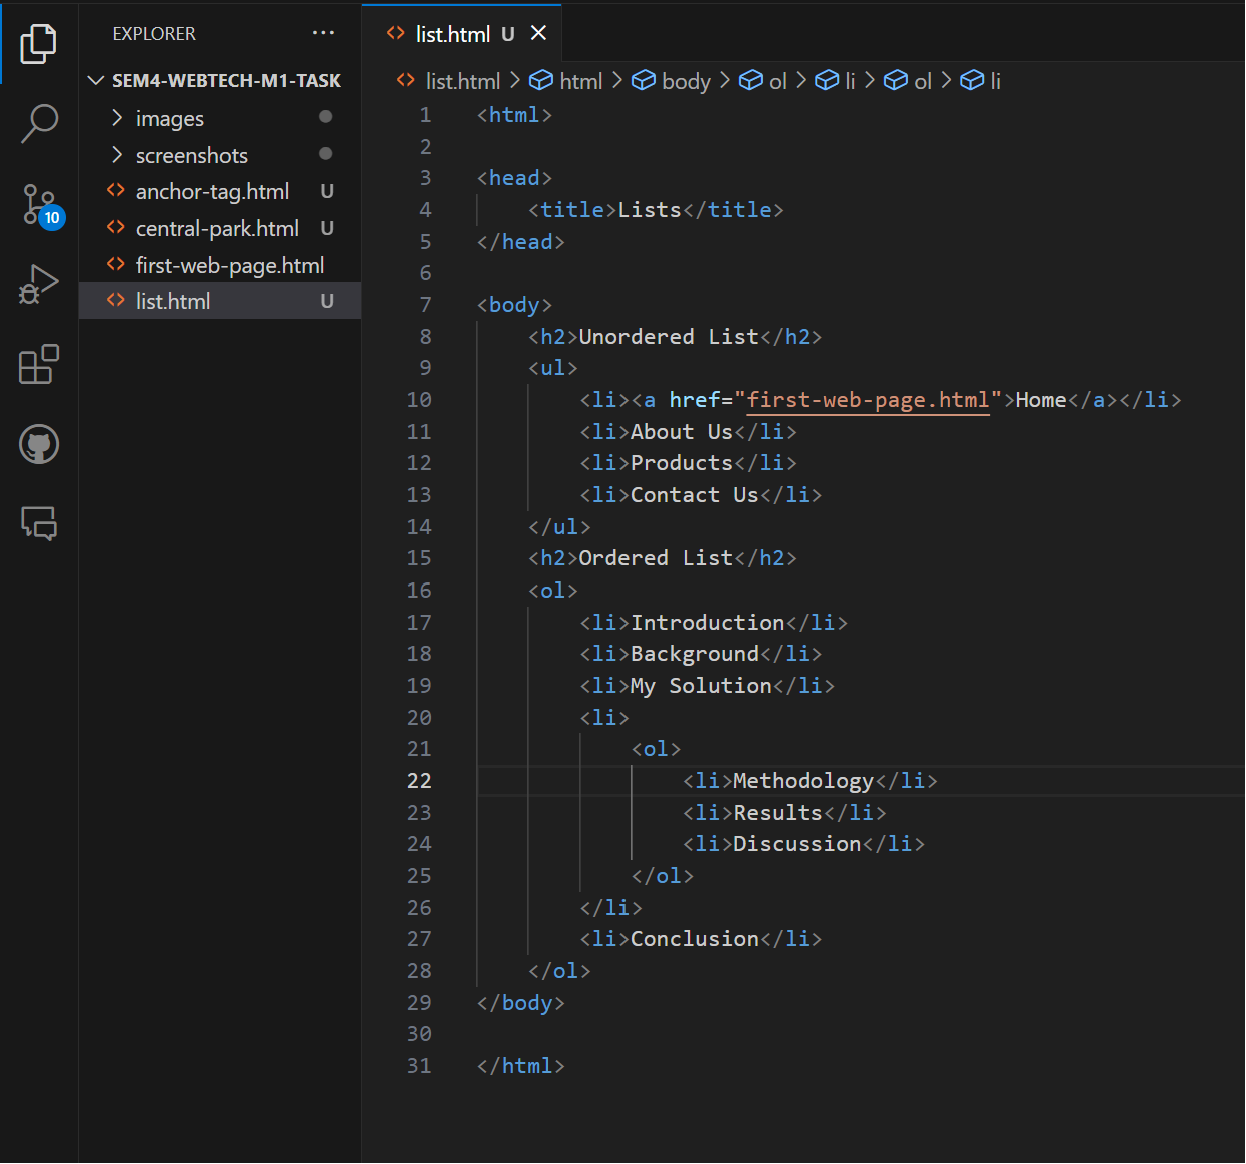 EXPLORER ···
SEM4-WEBTECH-M1-TASK
images
screenshots
anchor-tag.html U
central-park.html U
first-web-page.html
list.html U
10
list.html U
list.html > html > body > ol > li > ol > li
1 <html>
2
3 <head>
4 <title>Lists</title>
5 </head>
6
7 <body>
8 <h2>Unordered List</h2>
9 <ul>
10 <li><a href="first-web-page.html">Home</a></li>
11 <li>About Us</li>
12 <li>Products</li>
13 <li>Contact Us</li>
14 </ul>
15 <h2>Ordered List</h2>
16 <ol>
17 <li>Introduction</li>
18 <li>Background</li>
19 <li>My Solution</li>
20 <li>
21 <ol>
22 <li>Methodology</li>
23 <li>Results</li>
24 <li>Discussion</li>
25 </ol>
26 </li>
27 <li>Conclusion</li>
28 </ol>
29 </body>
30
31 </html>